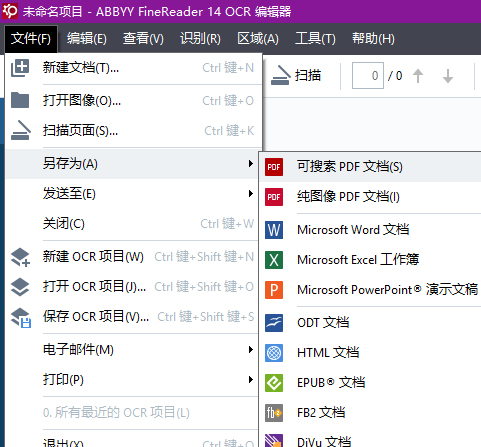 未命名项目 - ABBYY FineReader 14 OCR 编辑器
文件(F) 编辑(E) 查看(V) 识别(R) 区域(A) 工具(T) 帮助(H)
新建文档(T)... Ctrl 键+N
扫描 0 / 0
打开图像(O)... Ctrl 键+O
扫描页面(S)... Ctrl 键+K
另存为(A)
PDF 可搜索 PDF 文档(S)
发送至(E)
PDF 纯图像 PDF 文档(I)
关闭(C) Ctrl 键+W
W Microsoft Word 文档
新建 OCR 项目(W) Ctrl 键+Shift 键+N
X Microsoft Excel 工作簿
打开 OCR 项目(J)... Ctrl 键+Shift 键+O
P Microsoft PowerPoint® 演示文稿
保存 OCR 项目(V)... Ctrl 键+Shift 键+S
ODT 文档
电子邮件(M)
HTML 文档
打印(P)
EPUB® 文档
0. 所有最近的 OCR 项目(L)
fb2 FB2 文档
退出(X) Ctrl 键+Q
DjVu 文档